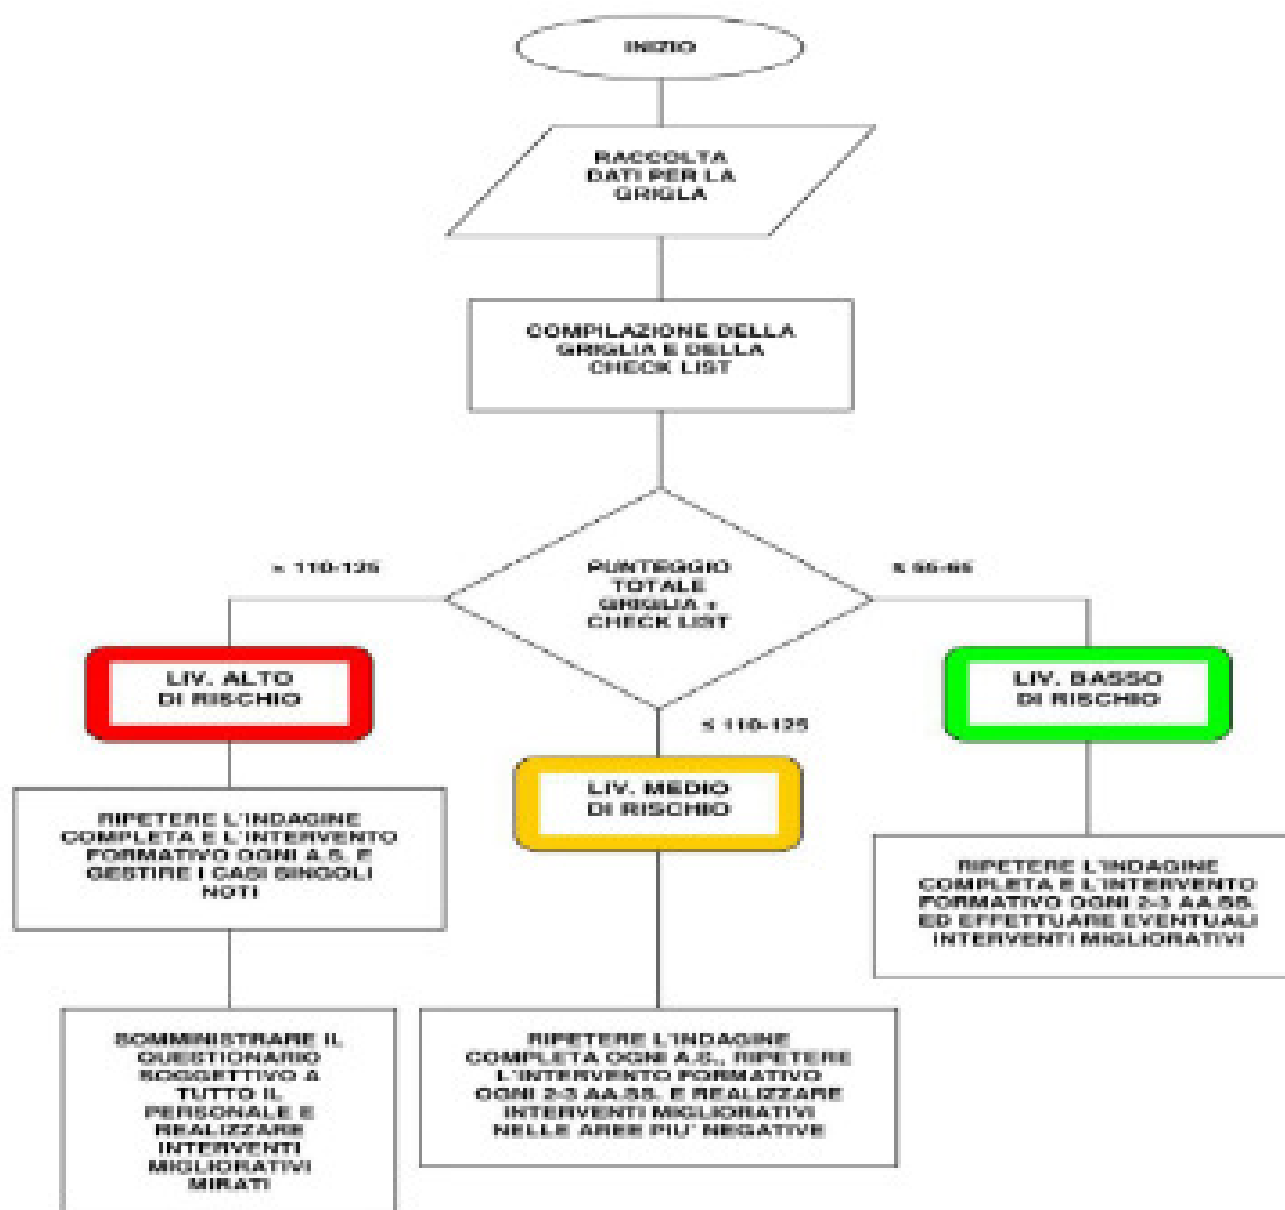 INIZIO
RACCOLTA
DATI PER LA
GRIGLA
COMPILAZIONE DELLA
GRIGLIA E DELLA
CHECK LIST
PUNTEGGIO
TOTALE
GRIGLIA +
CHECK LIST
110-125
LIV. ALTO
DI RISCHIO
RIPETERE L'INDAGINE
COMPLETA E L'INTERVENTO
FORMATIVO OGNI A.S. E
GESTIRE I CASI SINGOLI
NOTI
SOMMINISTRARE IL
QUESTIONARIO
SOGGETTIVO A
TUTTO IL
PERSONALE E
REALIZZARE
INTERVENTI
MIGLIORATIVI
MIRATI
≤ 110-125
LIV. MEDIO
DI RISCHIO
RIPETERE L'INDAGINE
COMPLETA OGNI A.S., RIPETERE
L'INTERVENTO FORMATIVO
OGNI 2-3 AA.SS. E REALIZZARE
INTERVENTI MIGLIORATIVI
NELLE AREE PIU' NEGATIVE
LIV. BASSO
DI RISCHIO
RIPETERE L'INDAGINE
COMPLETA E L'INTERVENTO
FORMATIVO OGNI 2-3 AA.SS.
ED EFFETTUARE EVENTUALI
INTERVENTI MIGLIORATIVI